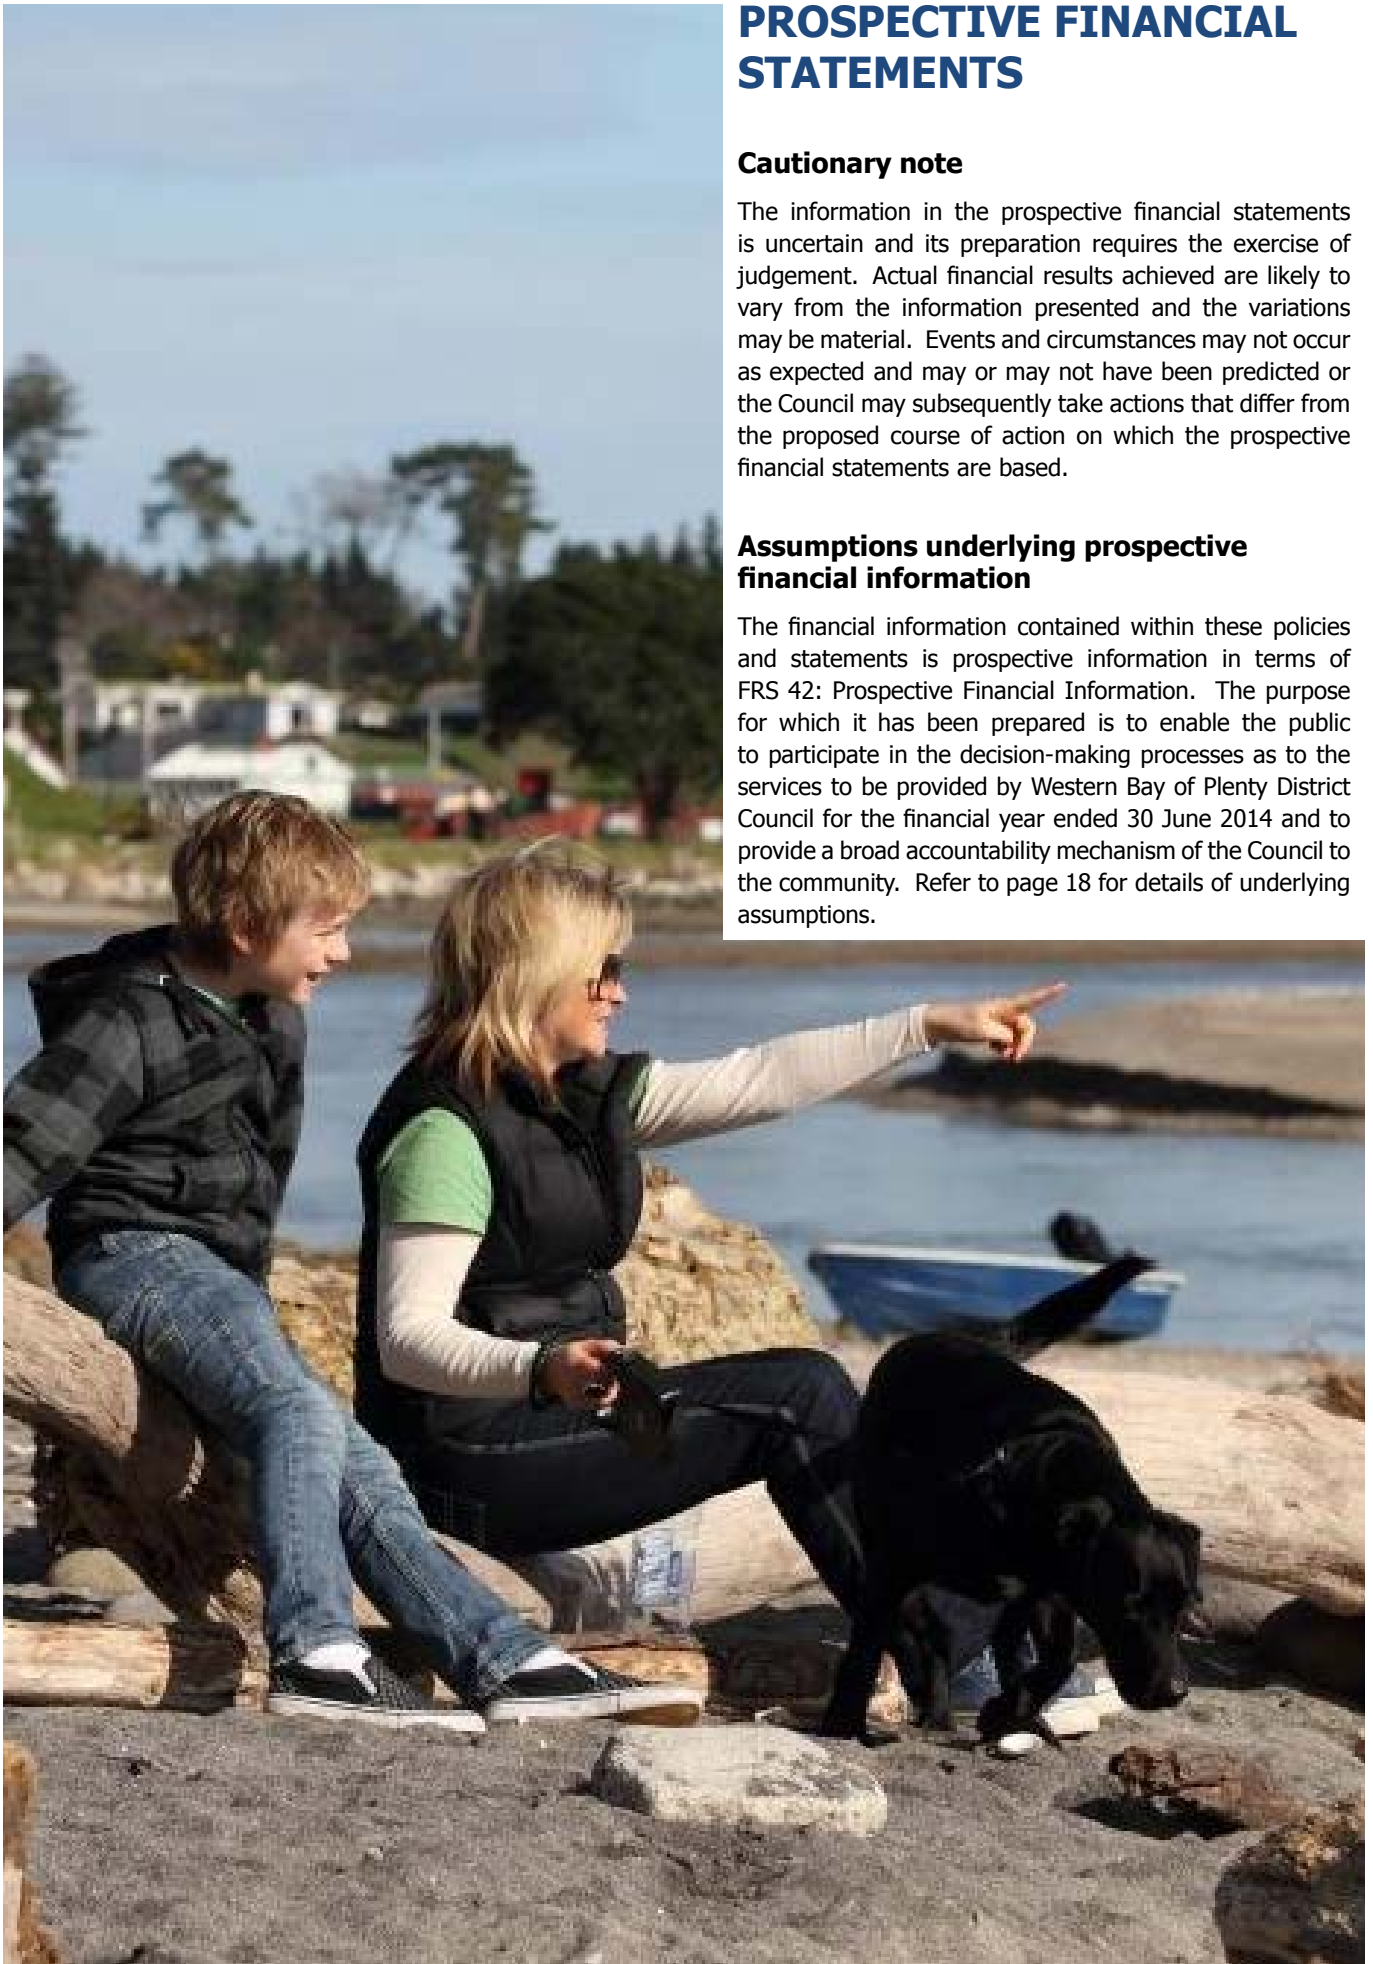 PROSPECTIVE FINANCIAL
STATEMENTS
Cautionary note
The information in the prospective financial statements
is uncertain and its preparation requires the exercise of
judgement. Actual financial results achieved are likely to
vary from the information presented and the variations
may be material. Events and circumstances may not occur
as expected and may or may not have been predicted or
the Council may subsequently take actions that differ from
the proposed course of action on which the prospective
financial statements are based.
Assumptions underlying prospective
financial information
The financial information contained within these policies
and statements is prospective information in terms of
FRS 42: Prospective Financial Information. The purpose
for which it has been prepared is to enable the public
to participate in the decision-making processes as to the
services to be provided by Western Bay of Plenty District
Council for the financial year ended 30 June 2014 and to
provide a broad accountability mechanism of the Council to
the community. Refer to page 18 for details of underlying
assumptions.